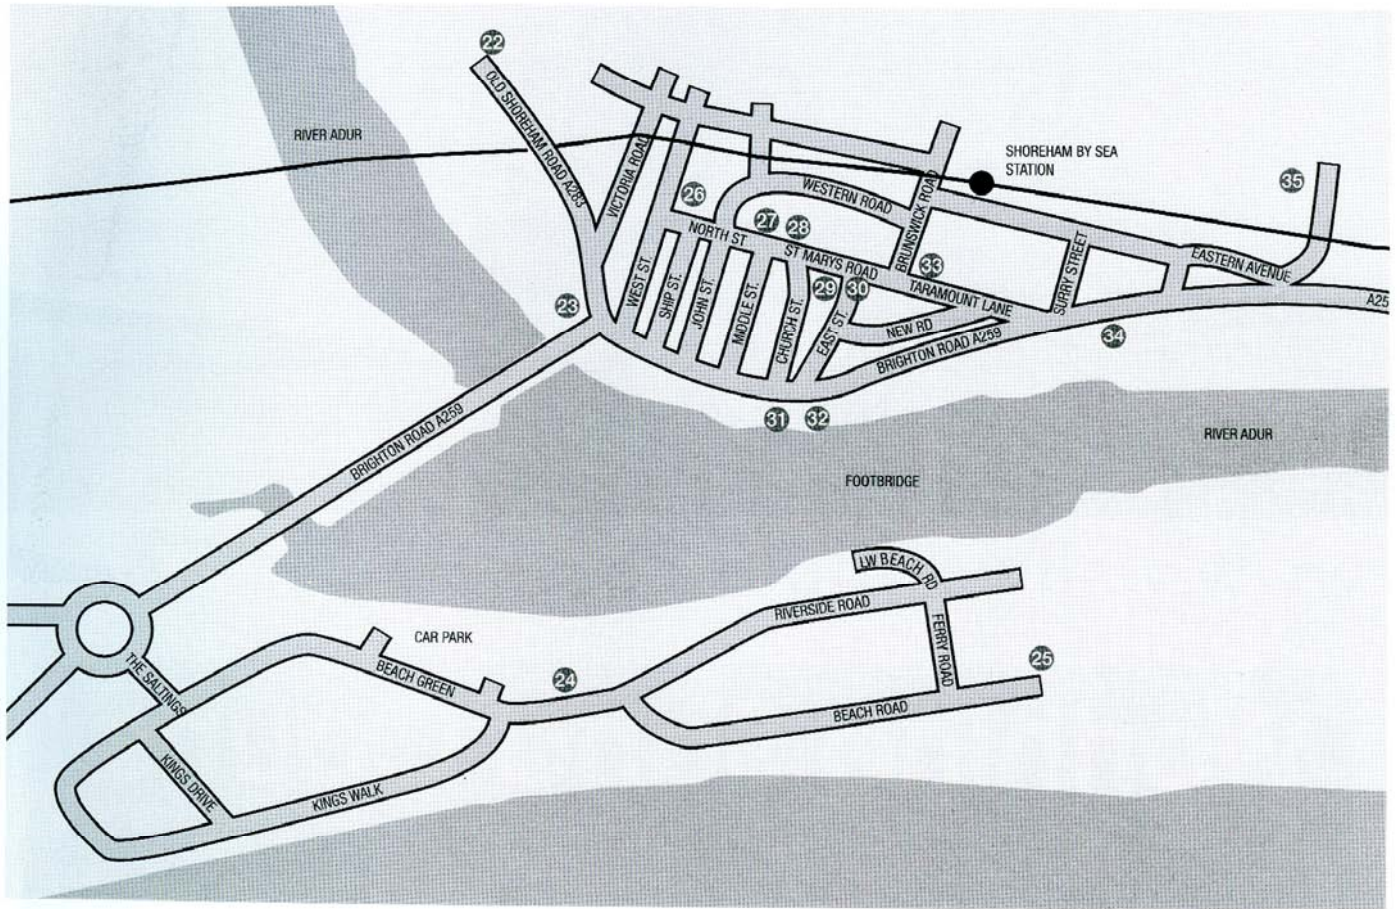 22
RIVER ADUR
OLD SHOREHAM ROAD A283
VICTORIA ROAD
SHOREHAM BY SEA
STATION
35
26
WESTERN ROAD
BRUNSWICK ROAD
27
28
NORTH ST
ST MARYS ROAD
33
SURRY STREET
EASTERN AVENUE
23
WEST ST.
SHIP ST.
JOHN ST.
MIDDLE ST.
CHURCH ST.
29
30
EAST ST.
TARAMOUNT LANE
NEW RD
BRIGHTON ROAD A259
A25
34
31
32
BRIGHTON ROAD A259
RIVER ADUR
FOOTBRIDGE
LW BEACH RD
RIVERSIDE ROAD
FERRY ROAD
CAR PARK
THE SALTINGS
BEACH GREEN
24
25
BEACH ROAD
KINGS DRIVE
KINGS WALK